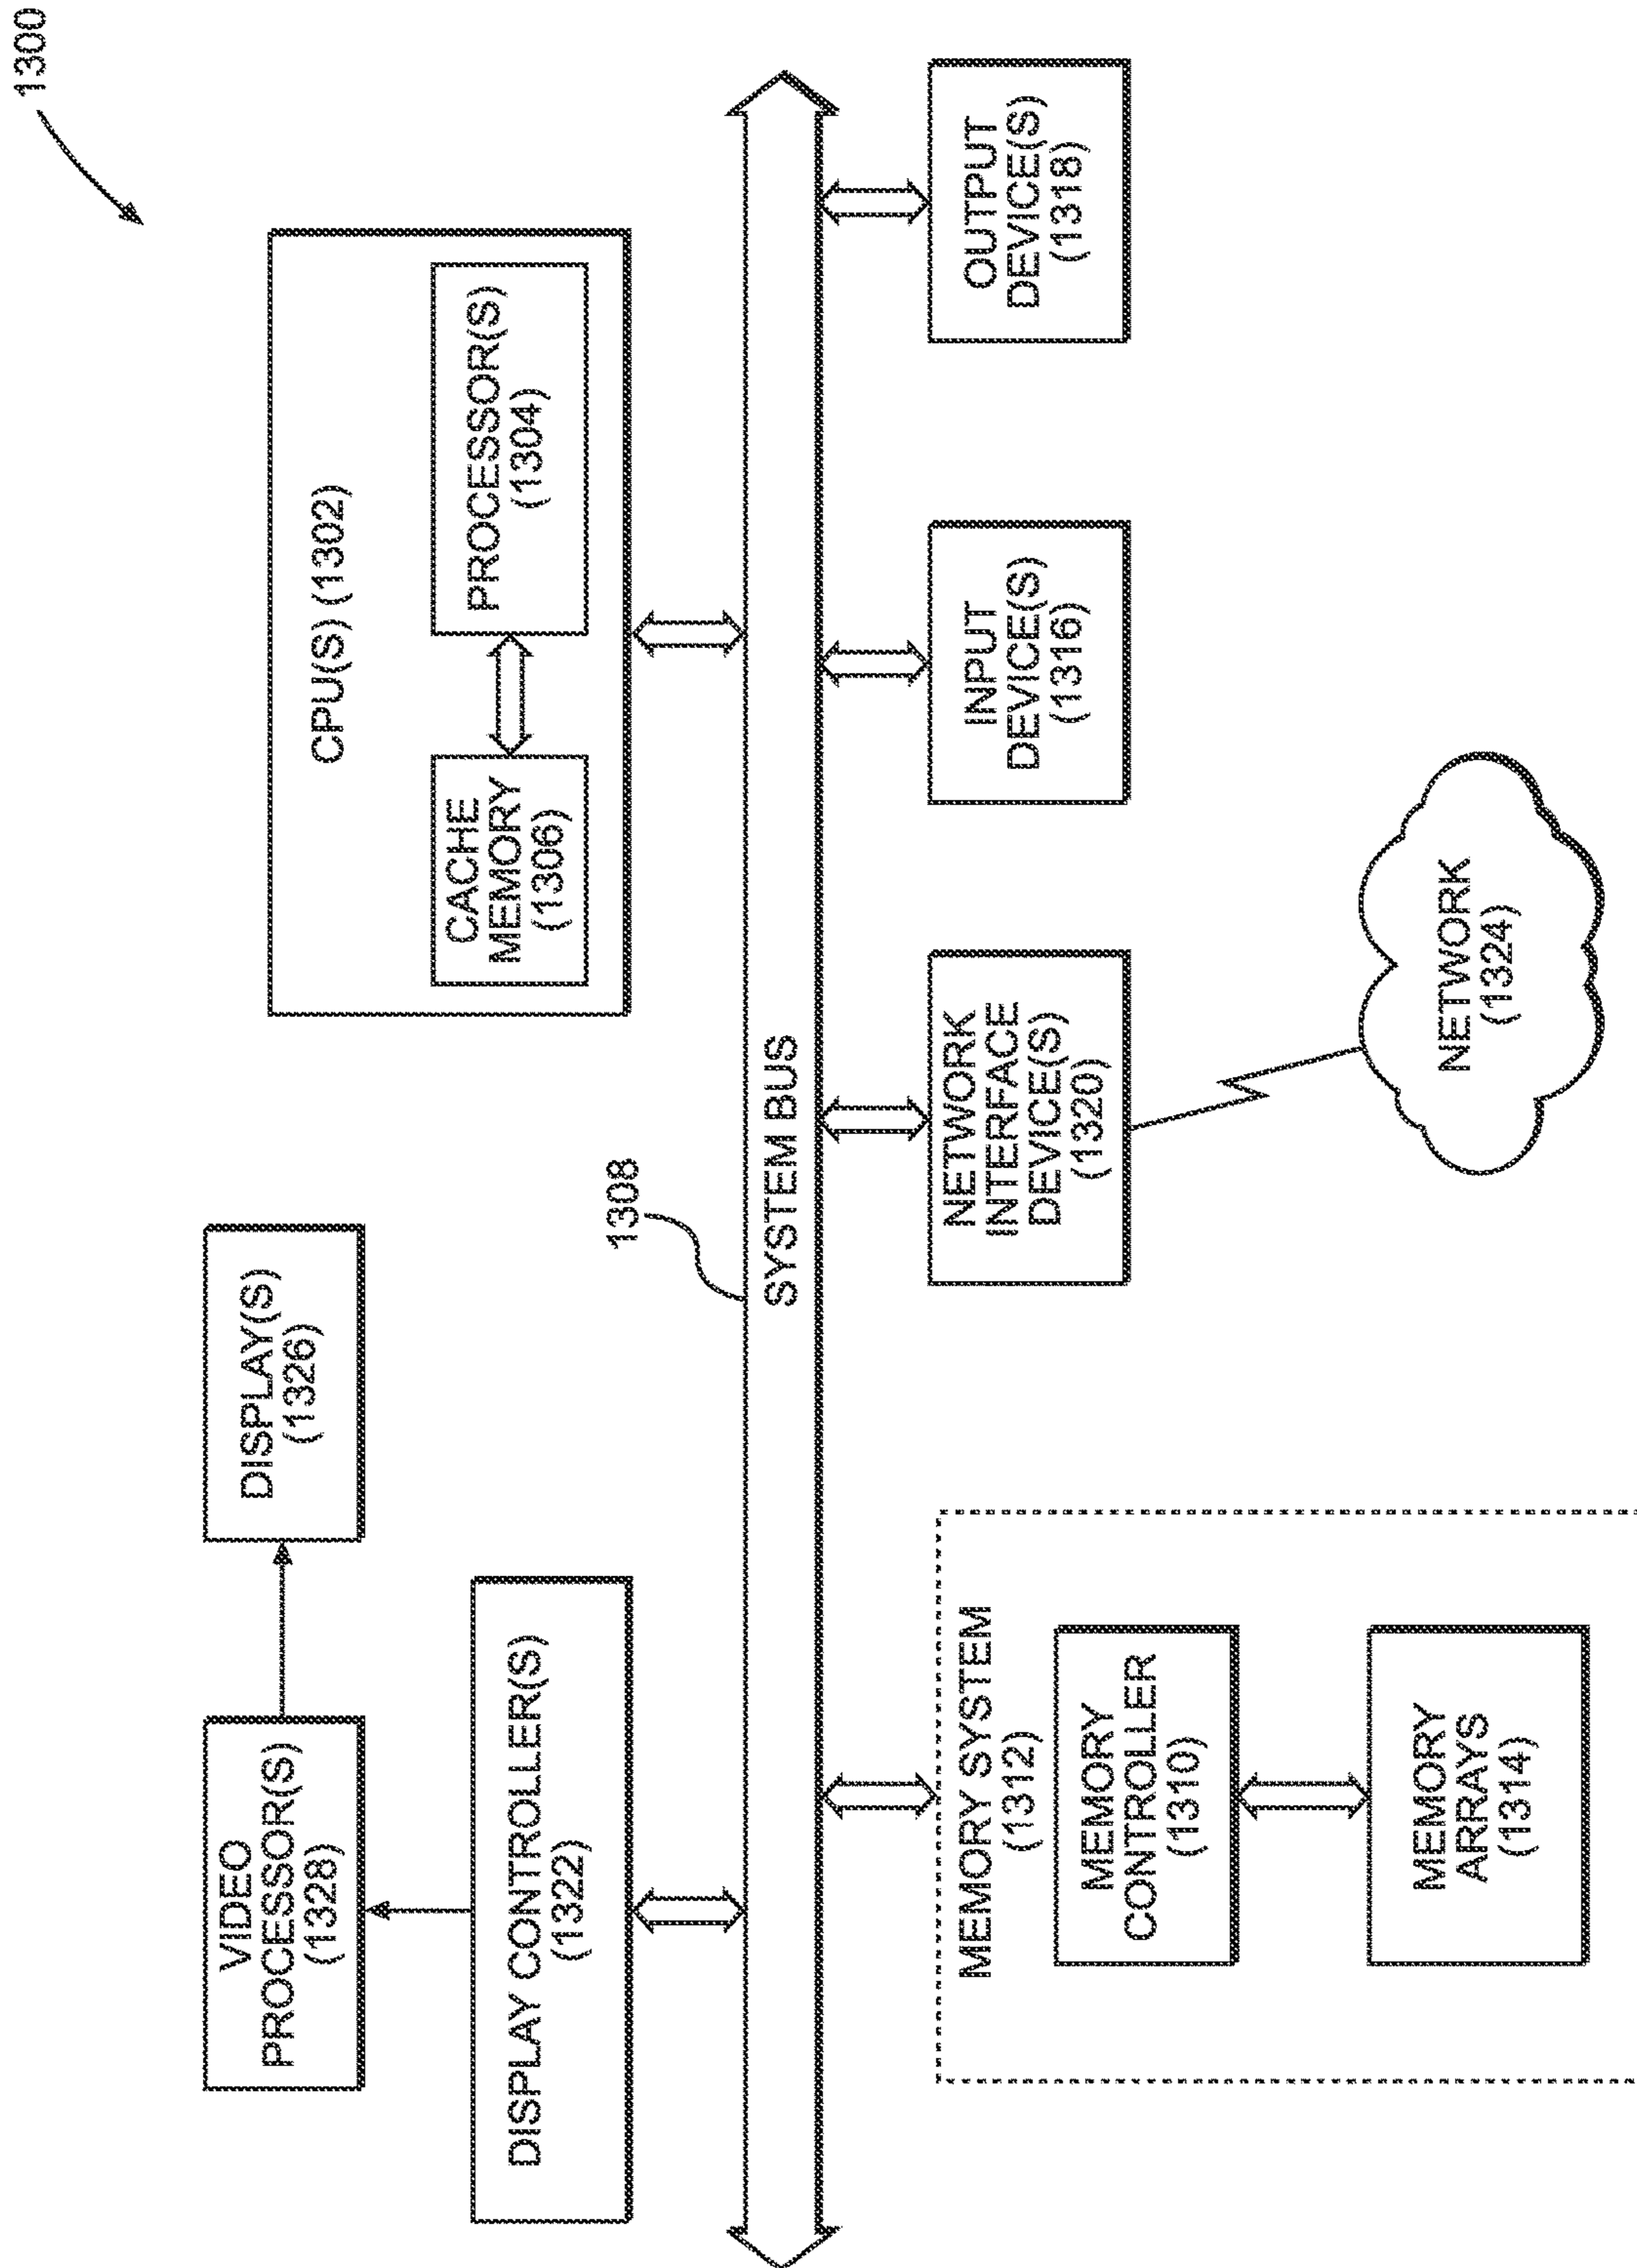 1300
CPU(S) (1302)
CACHE
MEMORY
(1306)
PROCESSOR(S)
(1304)
VIDEO
PROCESSOR(S)
(1328)
DISPLAY(S)
(1326)
DISPLAY CONTROLLER(S)
(1322)
1308
SYSTEM BUS
MEMORY SYSTEM
(1312)
MEMORY
CONTROLLER
(1310)
MEMORY
ARRAYS
(1314)
NETWORK
INTERFACE
DEVICE(S)
(1320)
INPUT
DEVICE(S)
(1316)
OUTPUT
DEVICE(S)
(1318)
NETWORK
(1324)